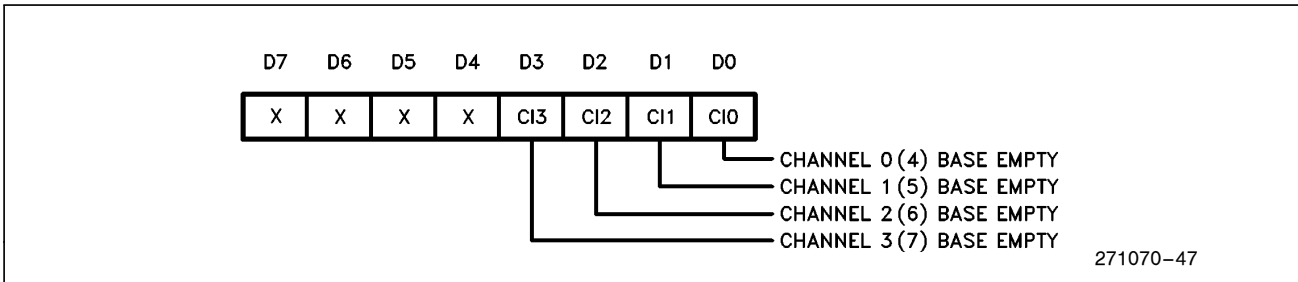 D7 D6 D5 D4 D3 D2 D1 D0
X X X X CI3 CI2 CI1 CI0
CHANNEL 0(4) BASE EMPTY
CHANNEL 1(5) BASE EMPTY
CHANNEL 2(6) BASE EMPTY
CHANNEL 3(7) BASE EMPTY
271070–47